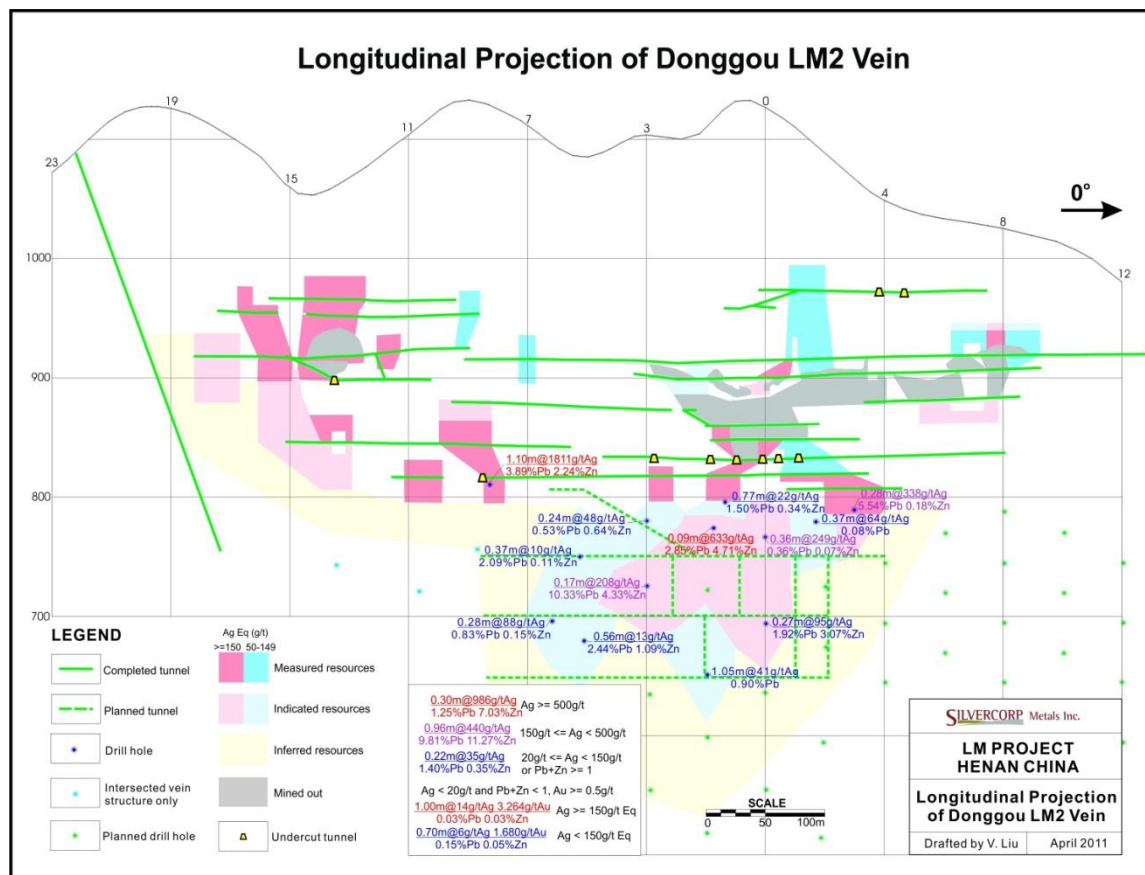 Longitudinal Projection of Donggou LM2 Vein
23
19
15
11
7
3
0
4
8
12
0°
1000
900
800
700
1.10m@1811g/tAg
3.89%Pb 2.24%Zn
0.77m@22g/tAg
1.50%Pb 0.34%Zn
0.28m@338g/tAg
5.54%Pb 0.18%Zn
0.24m@48g/tAg
0.53%Pb 0.64%Zn
0.37m@64g/tAg
0.08%Pb
0.09m@633g/tAg
2.85%Pb 4.71%Zn
0.36m@249g/tAg
0.36%Pb 0.07%Zn
0.37m@10g/tAg
2.09%Pb 0.11%Zn
0.17m@208g/tAg
10.33%Pb 4.33%Zn
0.28m@88g/tAg
0.83%Pb 0.15%Zn
0.56m@13g/tAg
2.44%Pb 1.09%Zn
0.27m@95g/tAg
1.92%Pb 3.07%Zn
1.05m@41g/tAg
0.90%Pb
LEGEND
Completed tunnel
Planned tunnel
Drill hole
Intersected vein
structure only
Planned drill hole
Ag Eq (g/t)
>=150 50-149
Measured resources
Indicated resources
Inferred resources
Mined out
Undercut tunnel
0.30m@986g/tAg
1.25%Pb 7.03%Zn
Ag >= 500g/t
0.96m@440g/tAg
9.81%Pb 11.27%Zn
150g/t <= Ag < 500g/t
0.22m@35g/tAg
1.40%Pb 0.35%Zn
20g/t <= Ag < 150g/t
or Pb+Zn >= 1
Ag < 20g/t and Pb+Zn < 1, Au >= 0.5g/t
1.00m@14g/tAg 3.264g/tAu
0.03%Pb 0.03%Zn
Ag >= 150g/t Eq
0.70m@6g/tAg 1.680g/tAu
0.15%Pb 0.05%Zn
Ag < 150g/t Eq
SCALE
0 50 100m
SILVERCORP Metals Inc.
LM PROJECT
HENAN CHINA
Longitudinal Projection
of Donggou LM2 Vein
Drafted by V. Liu
April 2011